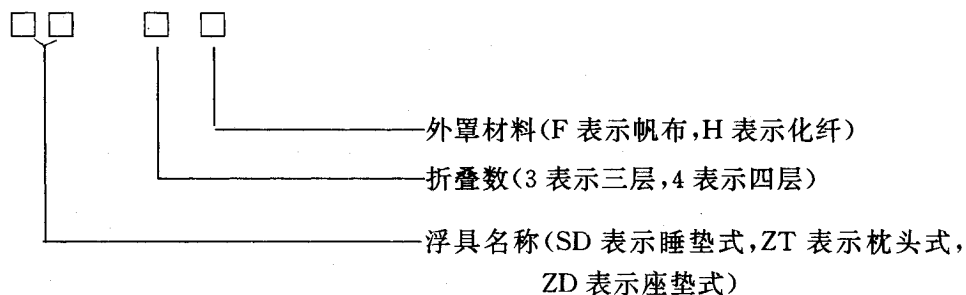 □□ □ □
外罩材料(F 表示帆布,H 表示化纤)
折叠数(3 表示三层,4 表示四层)
浮具名称(SD 表示睡垫式,ZT 表示枕头式,
ZD 表示座垫式)